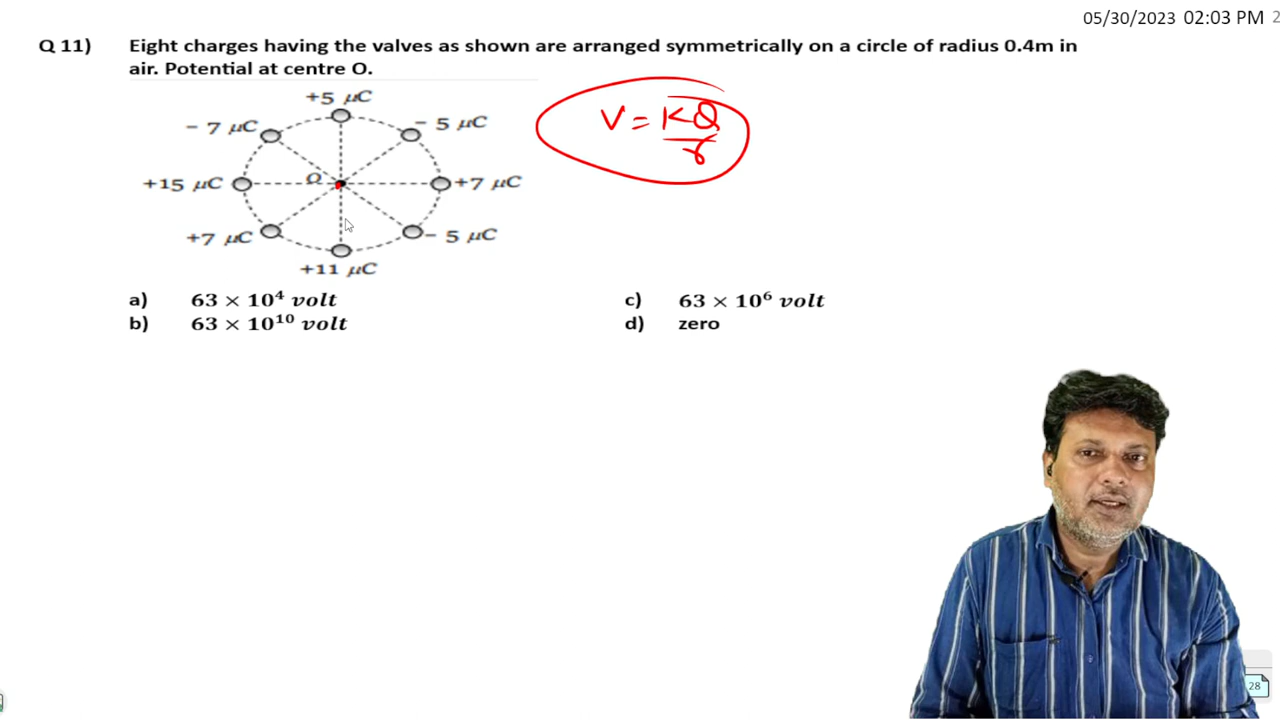 05/30/2023 02:03 PM 2
Q 11) Eight charges having the valves as shown are arranged symmetrically on a circle of radius 0.4m in
air. Potential at centre O.
+5 μC
- 7 μC
- 5 μC
V = KQ/r
+15 μC
O
+7 μC
+7 μC
- 5 μC
+11 μC
a) 63 × 10⁴ volt
c) 63 × 10⁶ volt
b) 63 × 10¹⁰ volt
d) zero
28